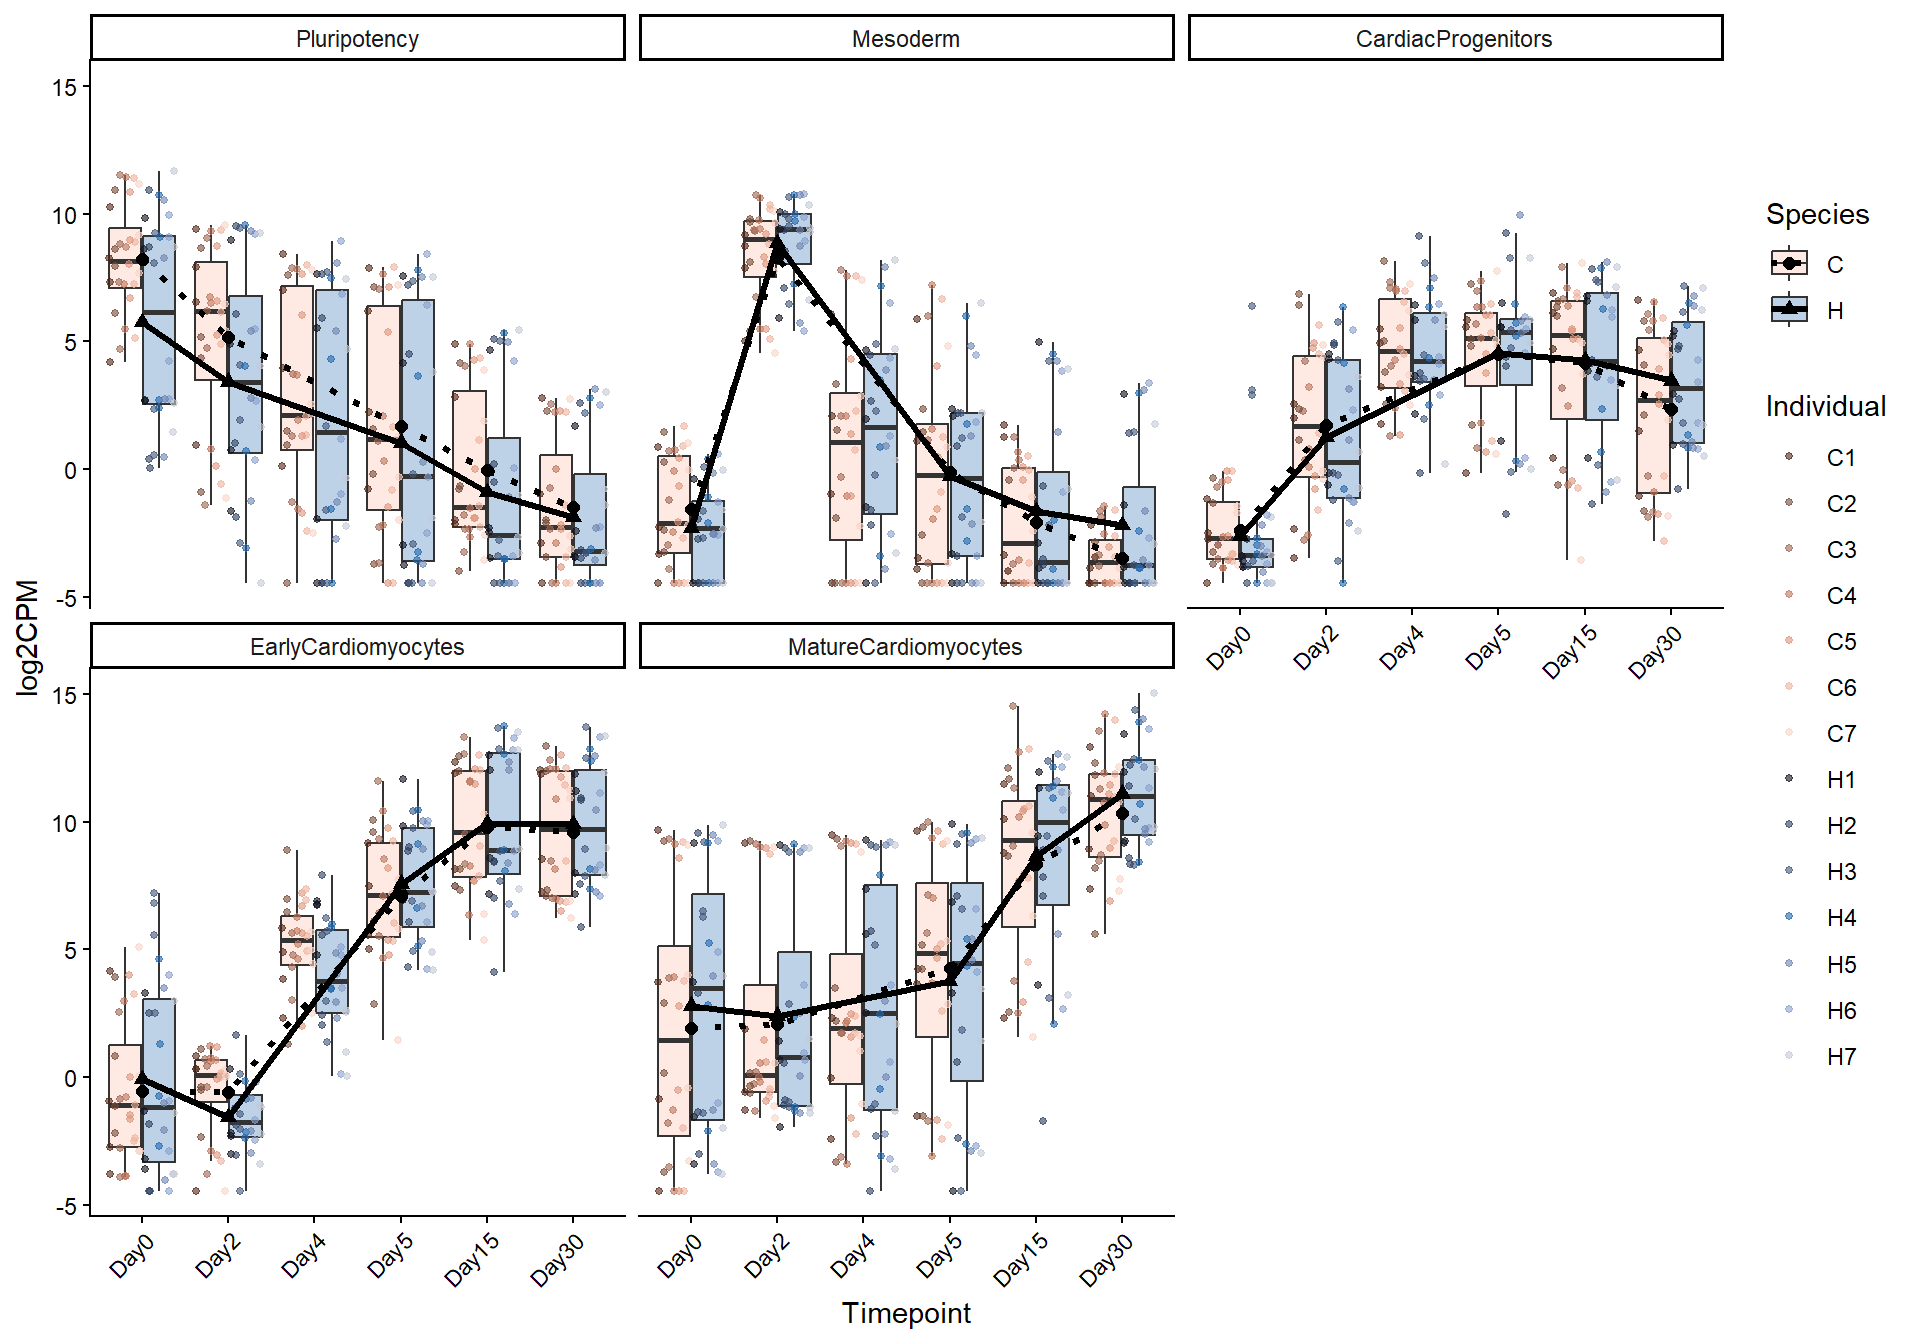 Pluripotency
Mesoderm
CardiacProgenitors
15
10
5
0
-5
Day0
Day2
Day4
Day5
Day15
Day30
EarlyCardiomyocytes
MatureCardiomyocytes
15
10
5
0
-5
Day0
Day2
Day4
Day5
Day15
Day30
Day0
Day2
Day4
Day5
Day15
Day30
log2CPM
Timepoint
Species
C
H
Individual
C1
C2
C3
C4
C5
C6
C7
H1
H2
H2
H3
H4
H5
H6
H7